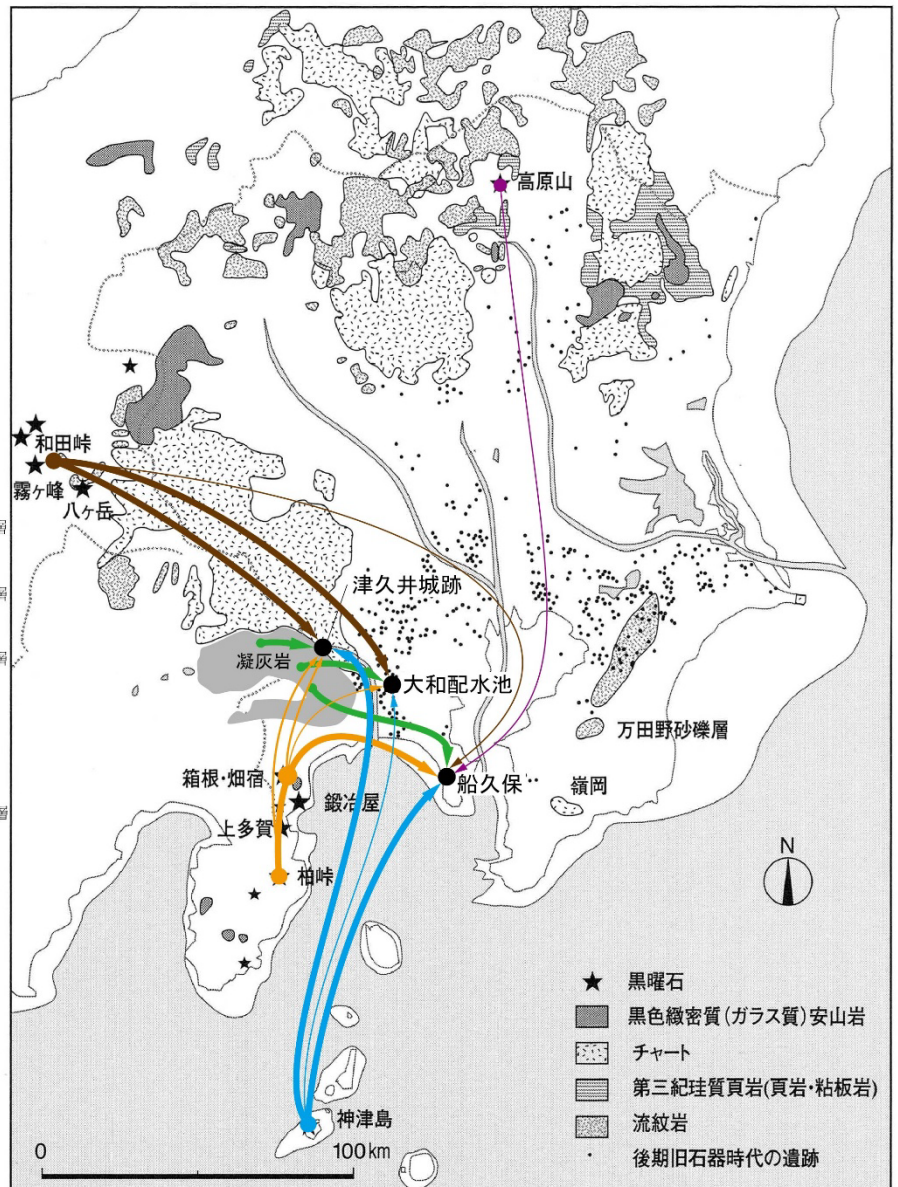 高原山
和田峠
霧ヶ峰
八ヶ岳
層
津久井城跡
層
凝灰岩
大和配水池
層
万田野砂礫層
箱根・畑宿
船久保
嶺岡
鍛冶屋
層
上多賀
柏峠
N
★ 黒曜石
黒色緻密質(ガラス質)安山岩
チャート
第三紀珪質頁岩(頁岩・粘板岩)
流紋岩
後期旧石器時代の遺跡
神津島
0 100km